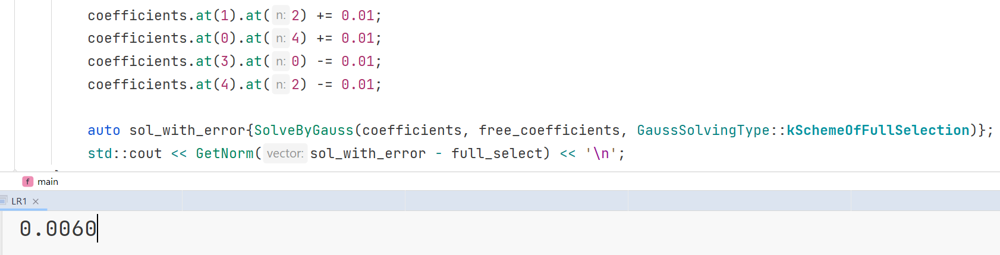 coefficients.at(1).at( n: 2) += 0.01;
coefficients.at(0).at( n: 4) += 0.01;
coefficients.at(3).at( n: 0) -= 0.01;
coefficients.at(4).at( n: 2) -= 0.01;
auto sol_with_error{SolveByGauss(coefficients, free_coefficients, GaussSolvingType::kSchemeOfFullSelection)};
std::cout << GetNorm( vector: sol_with_error - full_select) << '\n';
f main
LR1 ×
0.0060